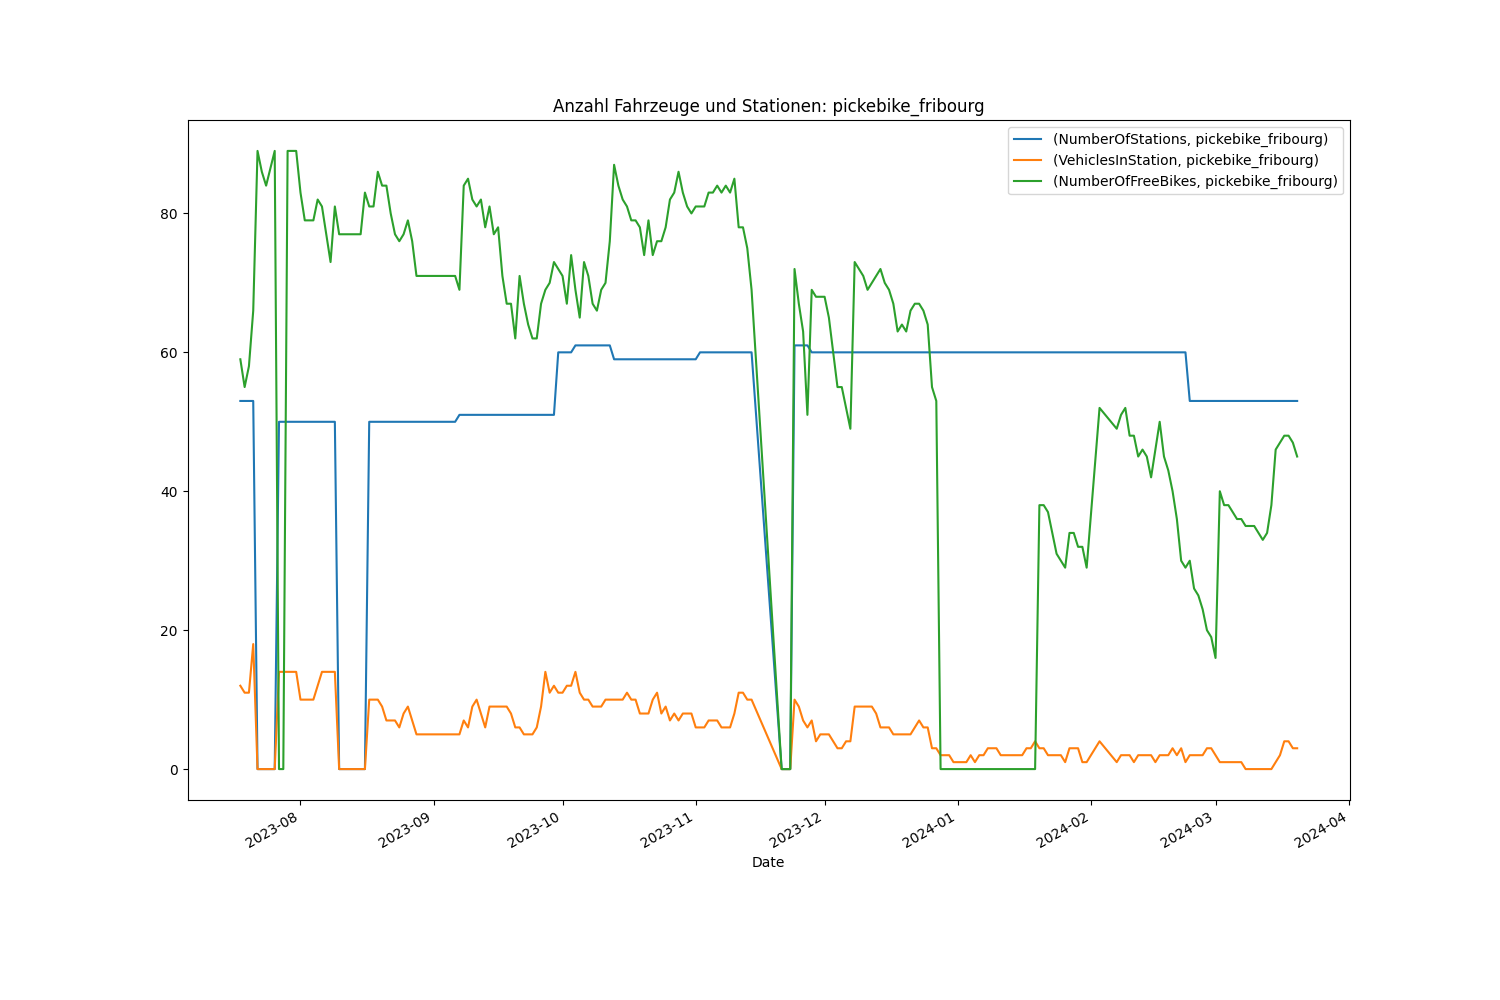 Anzahl Fahrzeuge und Stationen: pickebike_fribourg
(NumberOfStations, pickebike_fribourg)
(VehiclesInStation, pickebike_fribourg)
(NumberOfFreeBikes, pickebike_fribourg)
80
60
40
20
0
2023-08
2023-09
2023-10
2023-11
2023-12
2024-01
2024-02
2024-03
2024-04
Date